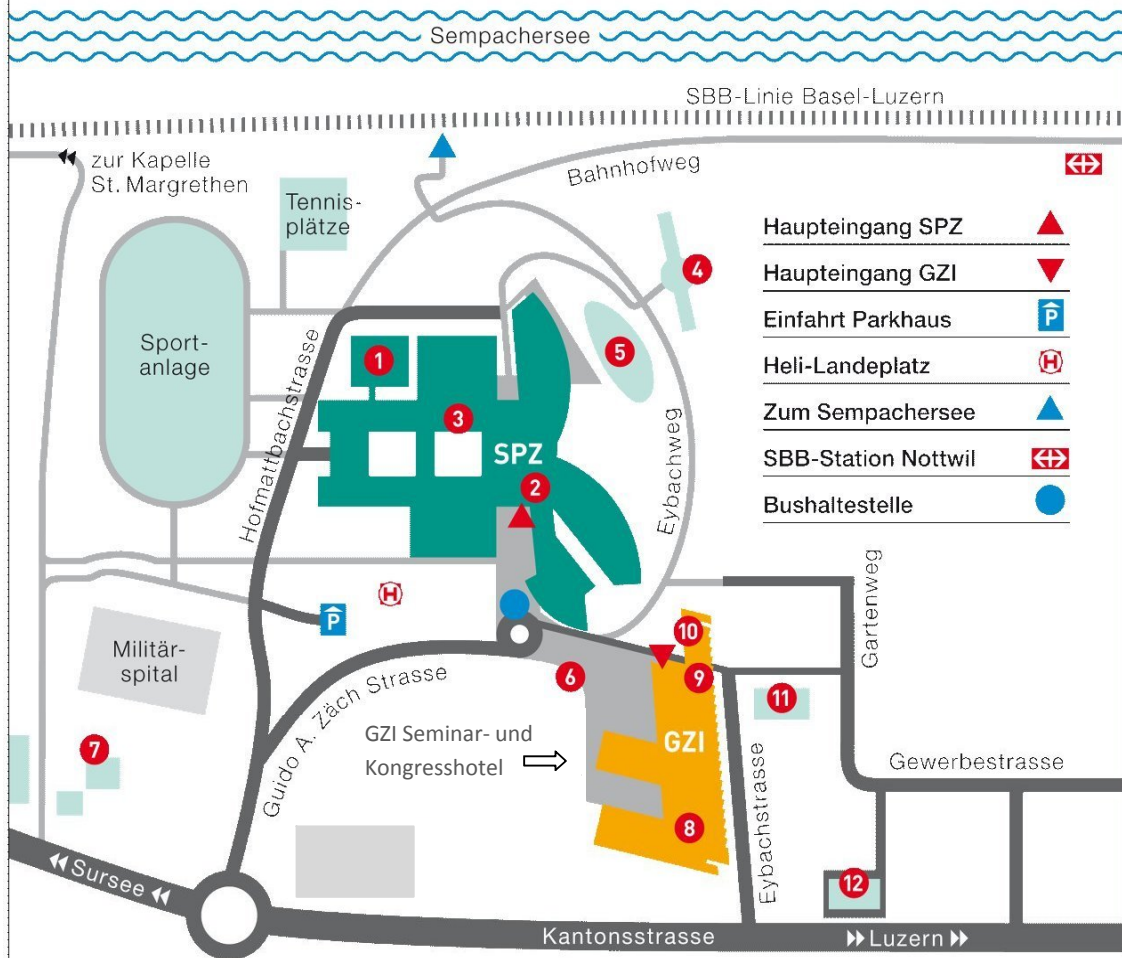 Sempachersee
SBB-Linie Basel-Luzern
zur Kapelle
St. Margrethen
Bahnhofweg
Tennis-
plätze
4
Haupteingang SPZ
Haupteingang GZI
Einfahrt Parkhaus
P
Heli-Landeplatz
H
Zum Sempachersee
SBB-Station Nottwil
Bushaltestelle
Sport-
anlage
Hofmattbachstrasse
1
5
3
SPZ
2
Eybachweg
H
P
Gartenweg
Militär-
spital
10
6
9
11
Guido A. Zäch Strasse
GZI Seminar- und
Kongresshotel
GZI
7
Gewerbestrasse
8
Eybachstrasse
12
Sursee
Kantonsstrasse
Luzern